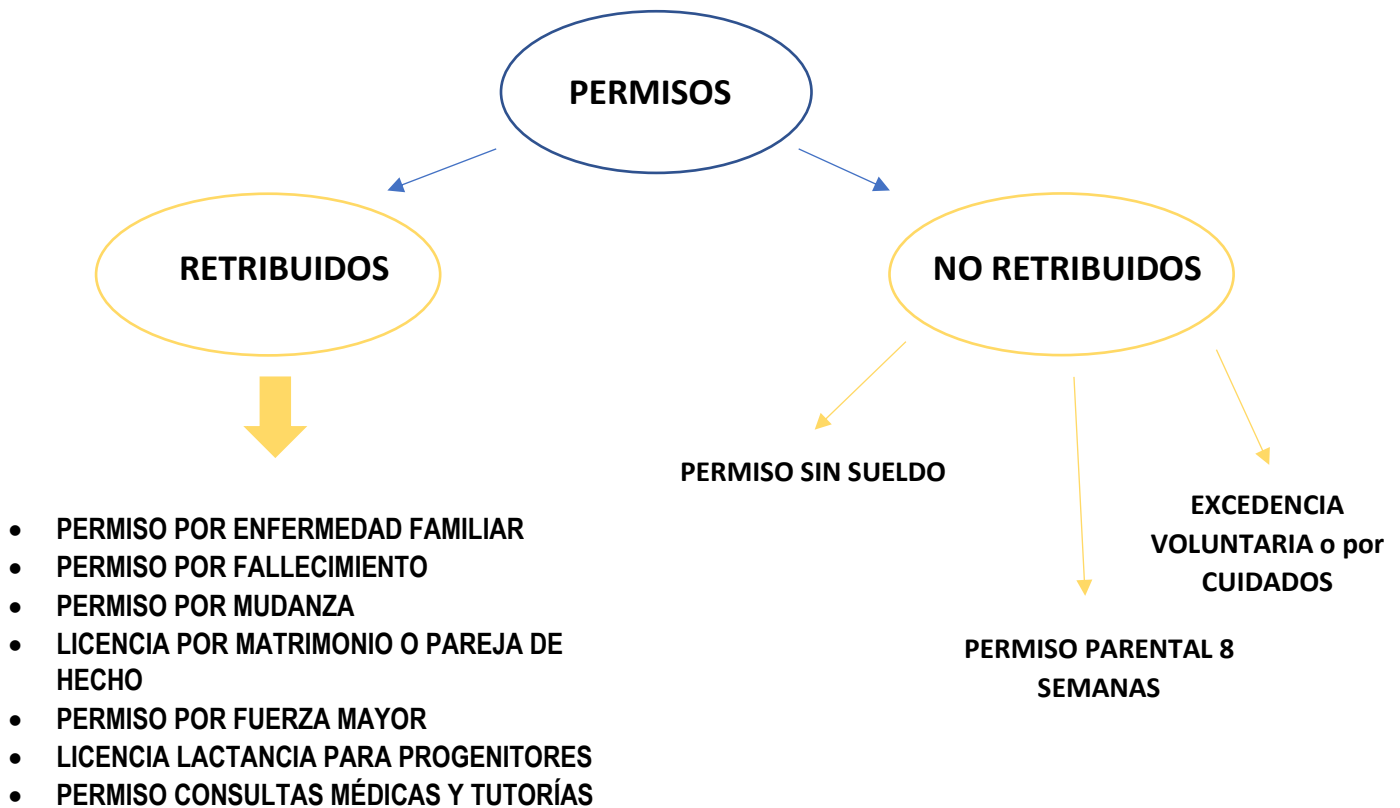 PERMISOS
RETRIBUIDOS
NO RETRIBUIDOS
PERMISO SIN SUELDO
EXCEDENCIA
VOLUNTARIA o por
CUIDADOS
PERMISO PARENTAL 8
SEMANAS
• PERMISO POR ENFERMEDAD FAMILIAR
• PERMISO POR FALLECIMIENTO
• PERMISO POR MUDANZA
• LICENCIA POR MATRIMONIO O PAREJA DE
HECHO
• PERMISO POR FUERZA MAYOR
• LICENCIA LACTANCIA PARA PROGENITORES
• PERMISO CONSULTAS MÉDICAS Y TUTORÍAS